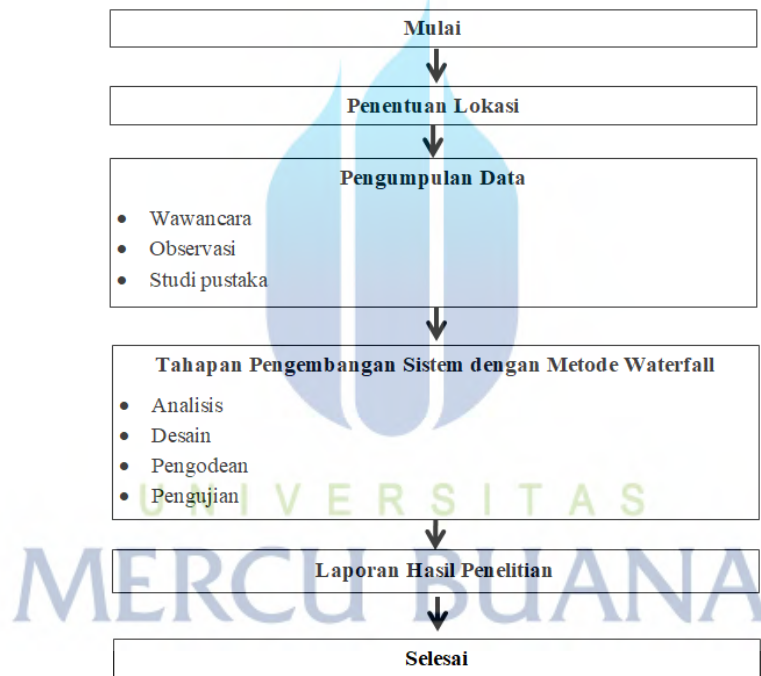 Mulai
Penentuan Lokasi
Pengumpulan Data
• Wawancara
• Observasi
• Studi pustaka
Tahapan Pengembangan Sistem dengan Metode Waterfall
• Analisis
• Desain
• Pengodean
• Pengujian
UNIVERSITAS
MERCU BUANA
Laporan Hasil Penelitian
Selesai